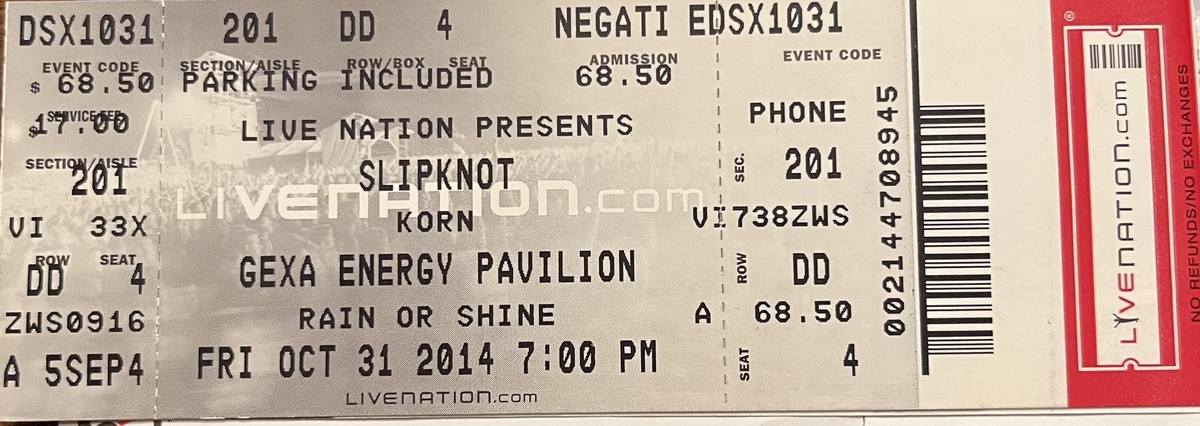 DSX1031 201 DD 4 NEGATI EDSX1031
EVENT CODE SECTION/AISLE ROW/BOX SEAT ADMISSION EVENT CODE
$ 68.50 PARKING INCLUDED 68.50
SERVICE FEE
$ 17.00 LIVE NATION PRESENTS PHONE
SECTION/AISLE
201 SLIPKNOT SEC. 201
LIVENATION.com
VI 33X KORN VI738ZWS
ROW SEAT
DD 4 GEXA ENERGY PAVILION ROW DD
ZWS0916 RAIN OR SHINE A 68.50
A 5SEP4 FRI OCT 31 2014 7:00 PM SEAT 4
LIVENATION.com
0021447708945
LIVENATION.com ®
NO REFUNDS/NO EXCHANGES